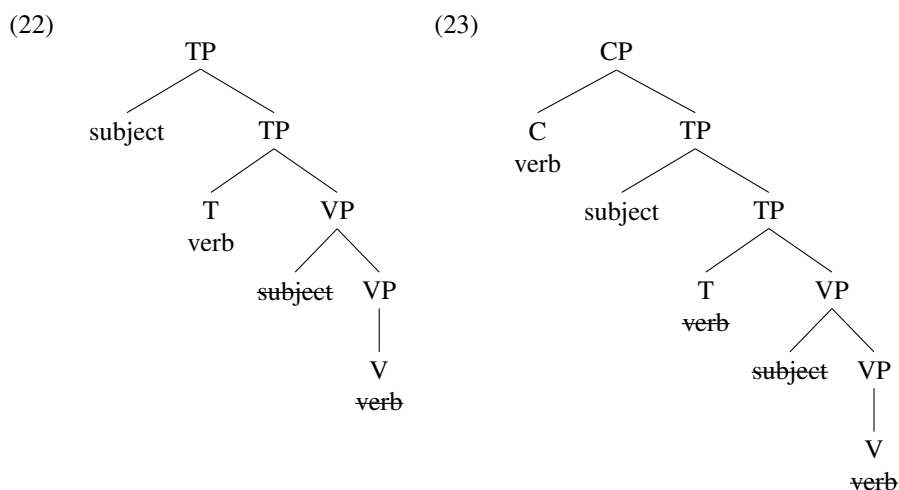 (22)
TP
subject
TP
T
verb
VP
subject
VP
V
verb
(23)
CP
C
verb
TP
subject
TP
T
verb
VP
subject
VP
V
verb